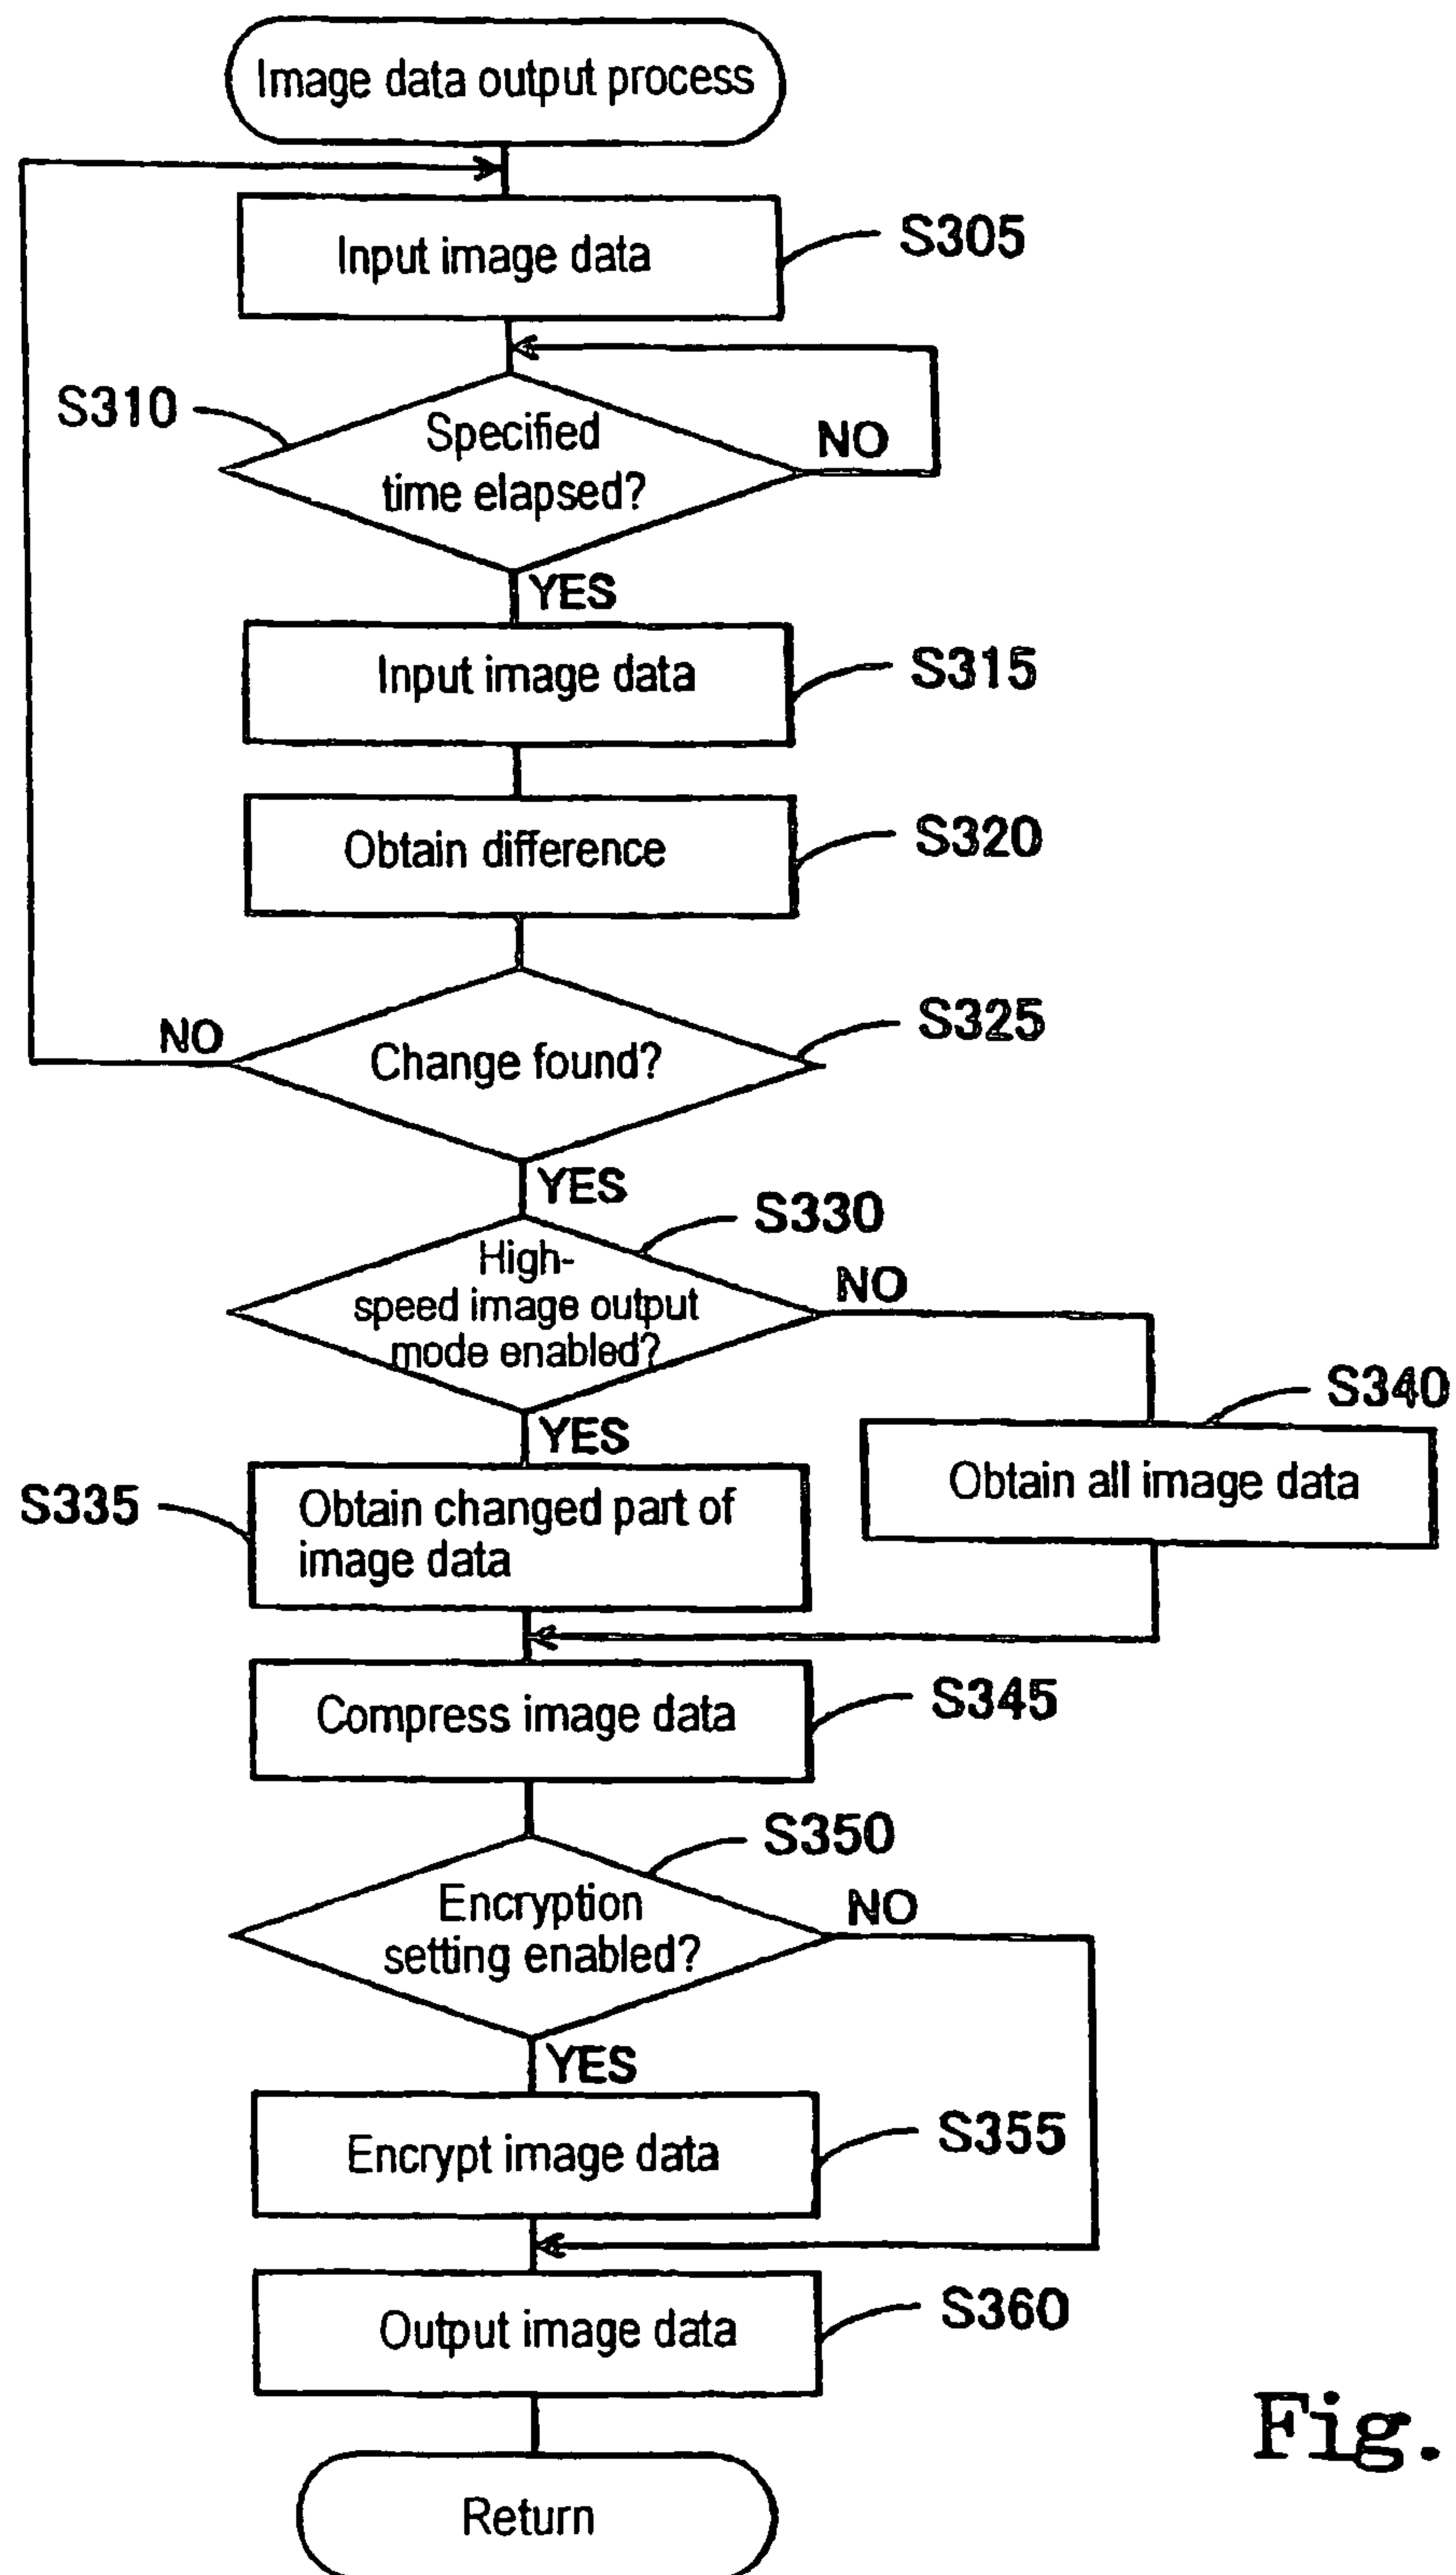 Image data output process
Input image data
S305
S310
Specified
time elapsed?
NO
YES
Input image data
S315
Obtain difference
S320
NO
Change found?
S325
YES
S330
High-
speed image output
mode enabled?
NO
YES
S340
Obtain all image data
S335
Obtain changed part of
image data
Compress image data
S345
S350
Encryption
setting enabled?
NO
YES
Encrypt image data
S355
Output image data
S360
Return
Fig.